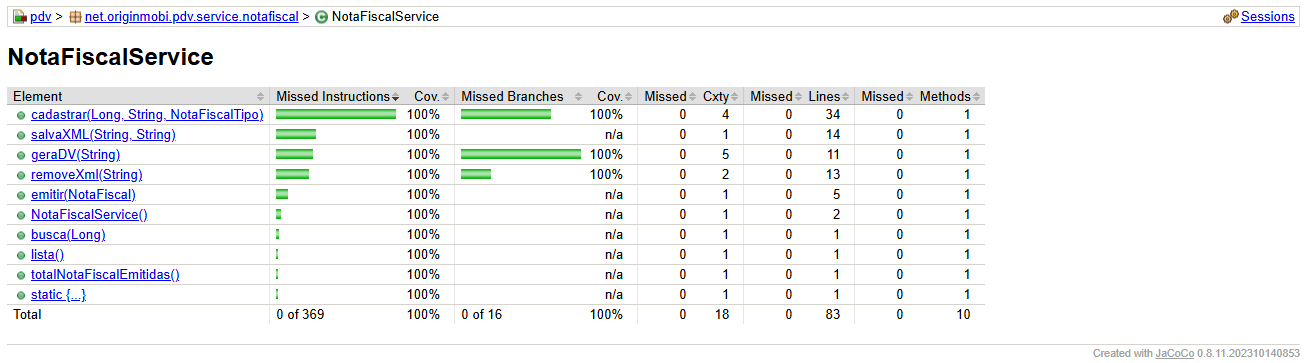 pdv > net.originmobi.pdv.service.notafiscal > NotaFiscalService Sessions
NotaFiscalService
Element Missed Instructions Cov. Missed Branches Cov. Missed Cxty Missed Lines Missed Methods
cadastrar(Long, String, NotaFiscalTipo) 100% 100% 0 4 0 34 0 1
salvaXML(String, String) 100% n/a 0 1 0 14 0 1
geraDV(String) 100% 100% 0 5 0 11 0 1
removeXml(String) 100% 100% 0 2 0 13 0 1
emitir(NotaFiscal) 100% n/a 0 1 0 5 0 1
NotaFiscalService() 100% n/a 0 1 0 2 0 1
busca(Long) 100% n/a 0 1 0 1 0 1
lista() 100% n/a 0 1 0 1 0 1
totalNotaFiscalEmitidas() 100% n/a 0 1 0 1 0 1
static {...} 100% n/a 0 1 0 1 0 1
Total 0 of 369 100% 0 of 16 100% 0 18 0 83 0 10
Created with JaCoCo 0.8.11.202310140853